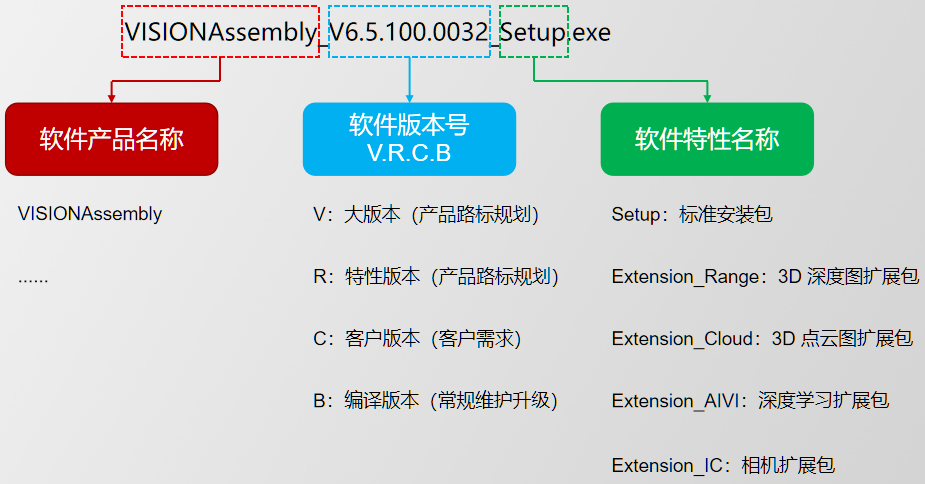 VISIONAssembly_V6.5.100.0032_Setup.exe
软件产品名称
软件版本号
V.R.C.B
软件特性名称
VISIONAssembly
......
V：大版本（产品路标规划）
R：特性版本（产品路标规划）
C：客户版本（客户需求）
B：编译版本（常规维护升级）
Setup：标准安装包
Extension_Range：3D 深度图扩展包
Extension_Cloud：3D 点云图扩展包
Extension_AIVI：深度学习扩展包
Extension_IC：相机扩展包